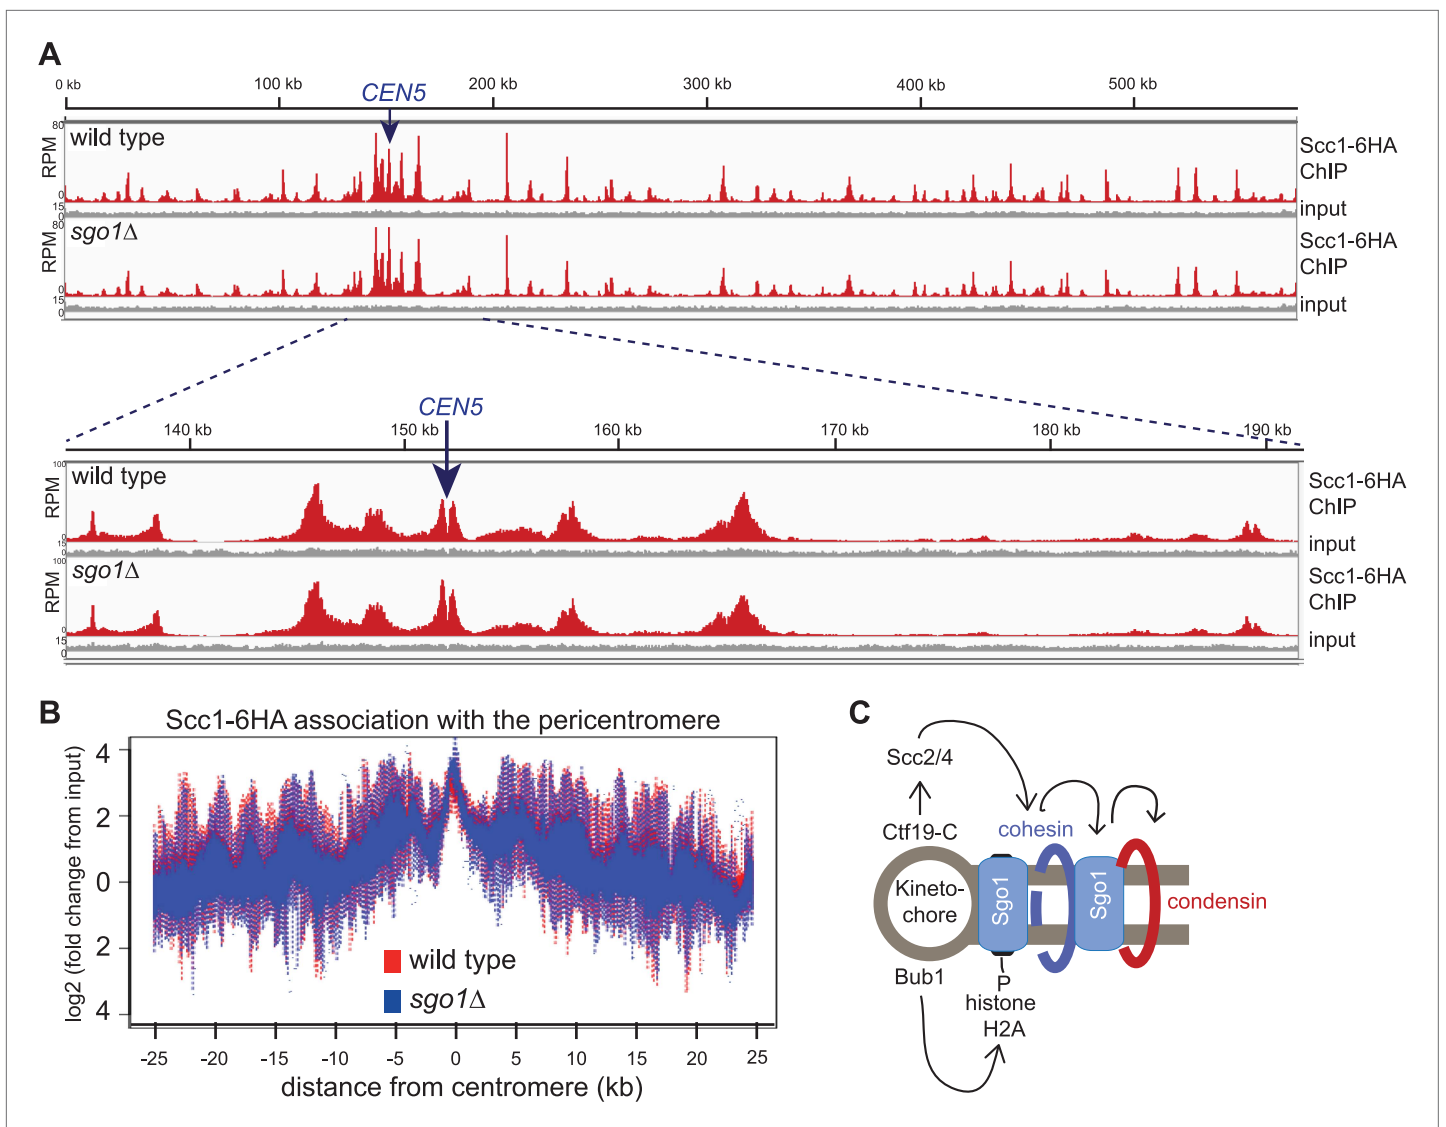 A
0 kb 100 kb 200 kb 300 kb 400 kb 500 kb
CEN5
80
wild type
RPM
0
Scc1-6HA
ChIP
15
0
input
80
sgo1Δ
RPM
0
Scc1-6HA
ChIP
15
0
input
CEN5
140 kb 150 kb 160 kb 170 kb 180 kb 190 kb
100
wild type
RPM
0
Scc1-6HA
ChIP
15
0
input
100
sgo1Δ
RPM
0
Scc1-6HA
ChIP
15
0
input
B
Scc1-6HA association with the pericentromere
log2 (fold change from input)
4
2
0
2
4
wild type
sgo1Δ
-25 -20 -15 -10 -5 0 5 10 15 20 25
distance from centromere (kb)
C
Scc2/4
Ctf19-C
cohesin
Kineto-
chore
Sgo1
Sgo1
condensin
Bub1
P
histone
H2A